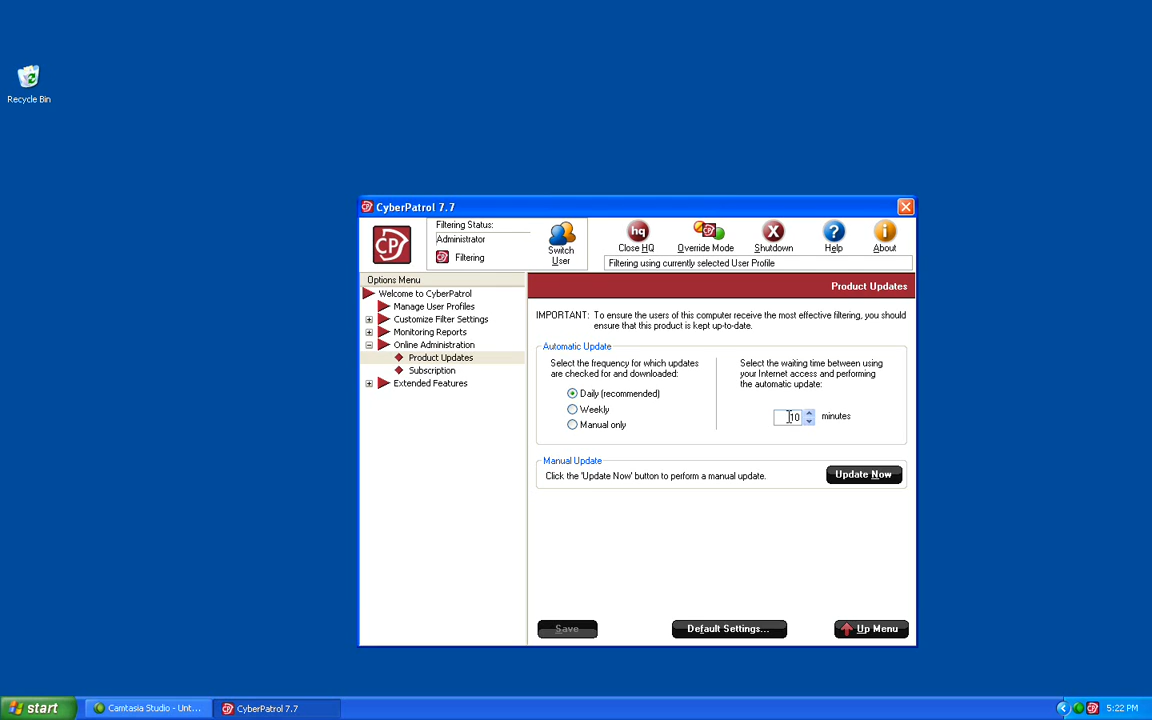 Recycle Bin
CyberPatrol 7.7
CP
Filtering Status:
Administrator
Filtering
Switch
User
hq
Close HQ
Override Mode
Shutdown
Help
About
Filtering using currently selected User Profile
Options Menu
Welcome to CyberPatrol
Manage User Profiles
Customize Filter Settings
Monitoring Reports
Online Administration
Product Updates
Subscription
Extended Features
Product Updates
IMPORTANT: To ensure the users of this computer receive the most effective filtering, you should
ensure that this product is kept up-to-date.
Automatic Update
Select the frequency for which updates
are checked for and downloaded:
Daily (recommended)
Weekly
Manual only
Select the waiting time between using
your Internet access and performing
the automatic update:
10 minutes
Manual Update
Click the 'Update Now' button to perform a manual update.
Update Now
Save
Default Settings...
Up Menu
start
Camtasia Studio - Unt...
CyberPatrol 7.7
5:22 PM